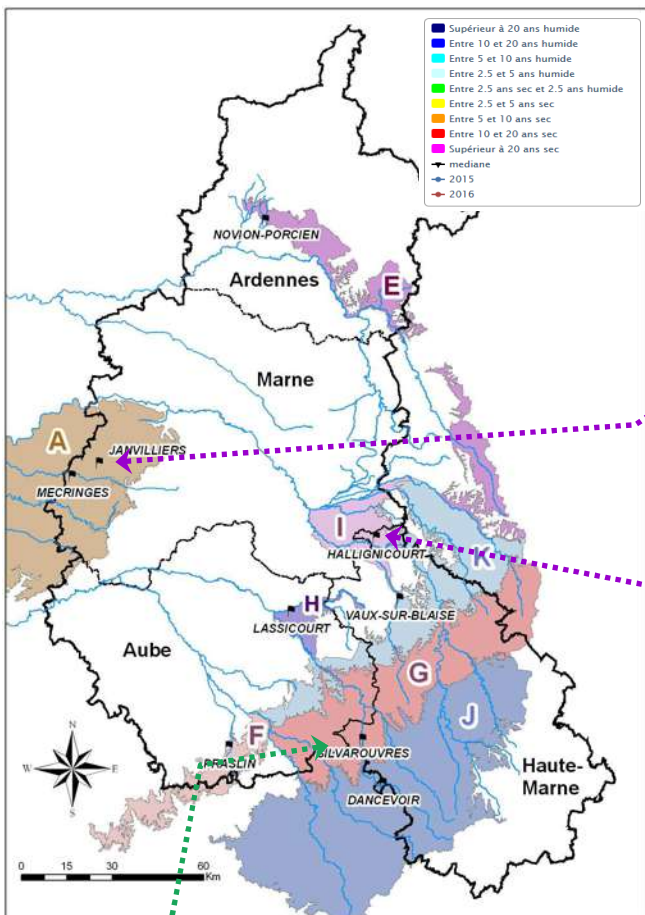 Supérieur à 20 ans humide
Entre 10 et 20 ans humide
Entre 5 et 10 ans humide
Entre 2.5 et 5 ans humide
Entre 2.5 ans sec et 2.5 ans humide
Entre 2.5 et 5 ans sec
Entre 5 et 10 ans sec
Entre 10 et 20 ans sec
Supérieur à 20 ans sec
mediane
2015
2016
NOVION-PORCIEN
Ardennes
E
Marne
A
JANVILLIERS
MECRINGES
I
HALLIGNICOURT
K
H
VAUX-SUR-BLAISE
LASSICOURT
Aube
G
J
F
N
W E
S
PRASLIN
SILVAROUVRES
Haute-
Marne
DANCEVOIR
0 15 30 60
Km